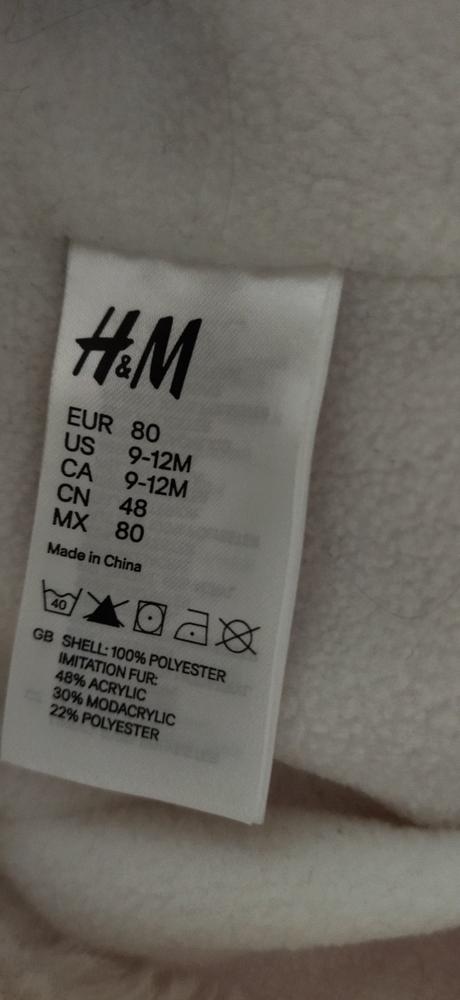 H&M
EUR 80
US 9-12M
CA 9-12M
CN 48
MX 80
Made in China
40
GB SHELL: 100% POLYESTER
IMITATION FUR:
48% ACRYLIC
30% MODACRYLIC
22% POLYESTER